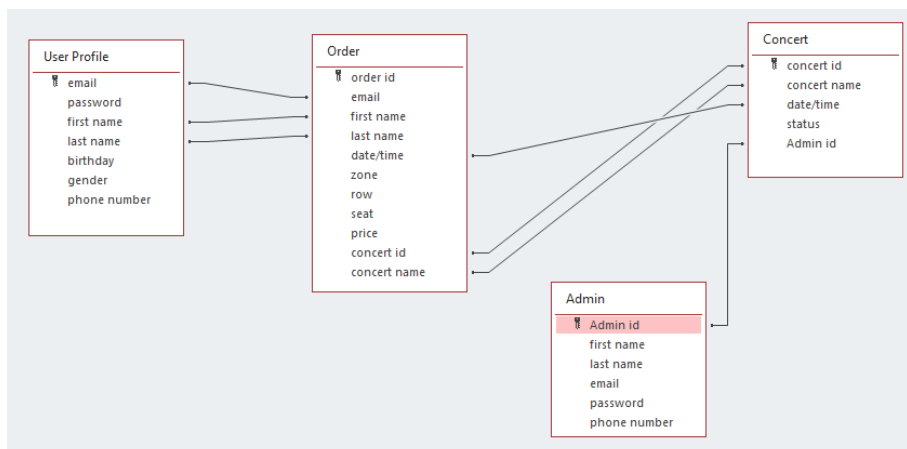 User Profile
email
password
first name
last name
birthday
gender
phone number
Order
order id
email
first name
last name
date/time
zone
row
seat
price
concert id
concert name
Concert
concert id
concert name
date/time
status
Admin id
Admin
Admin id
first name
last name
email
password
phone number